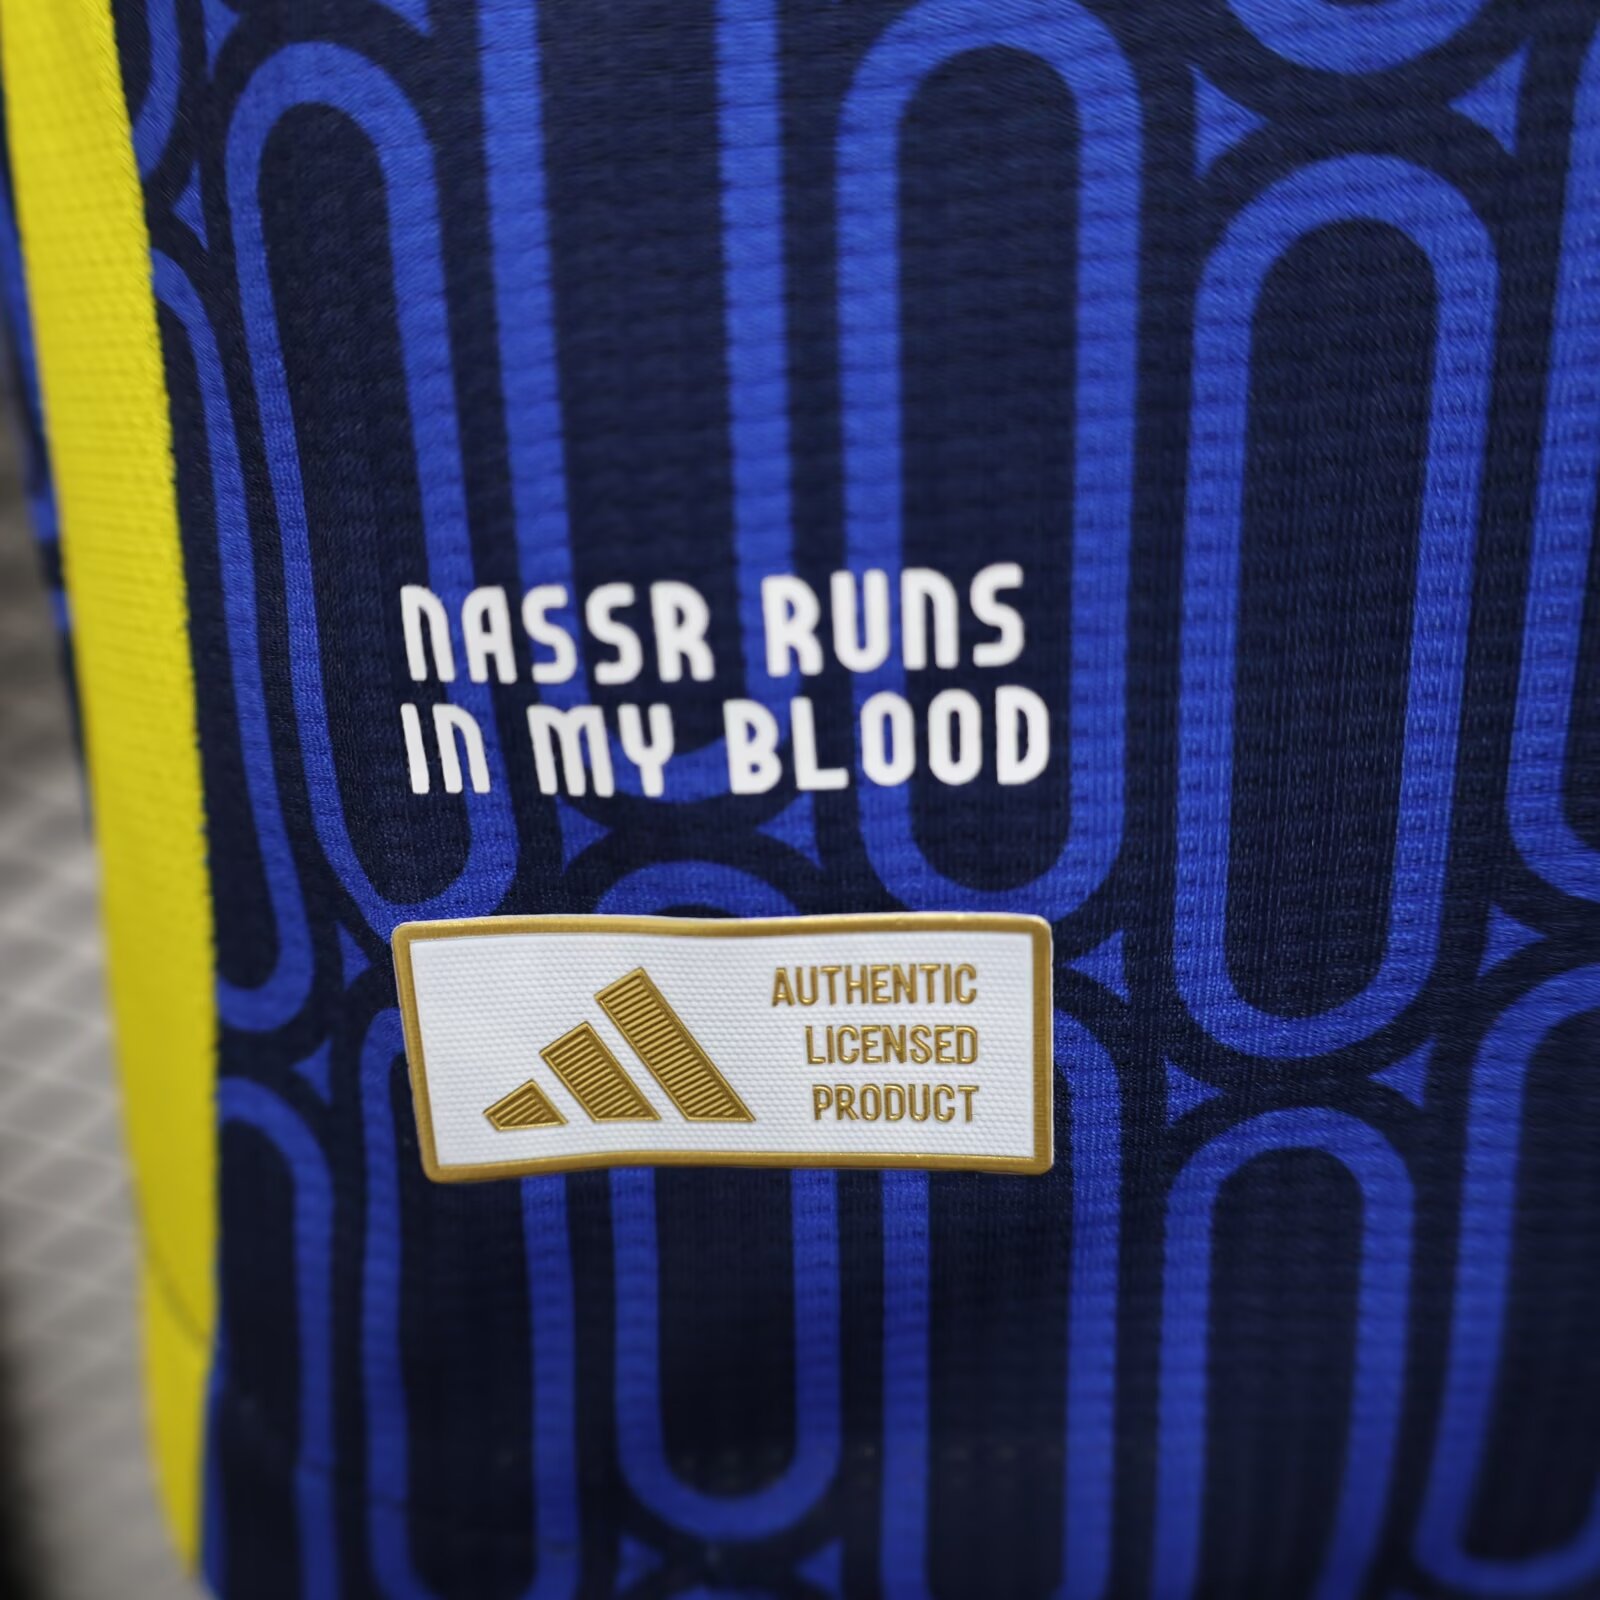 NASSR RUNS
IN MY BLOOD
AUTHENTIC
LICENSED
PRODUCT